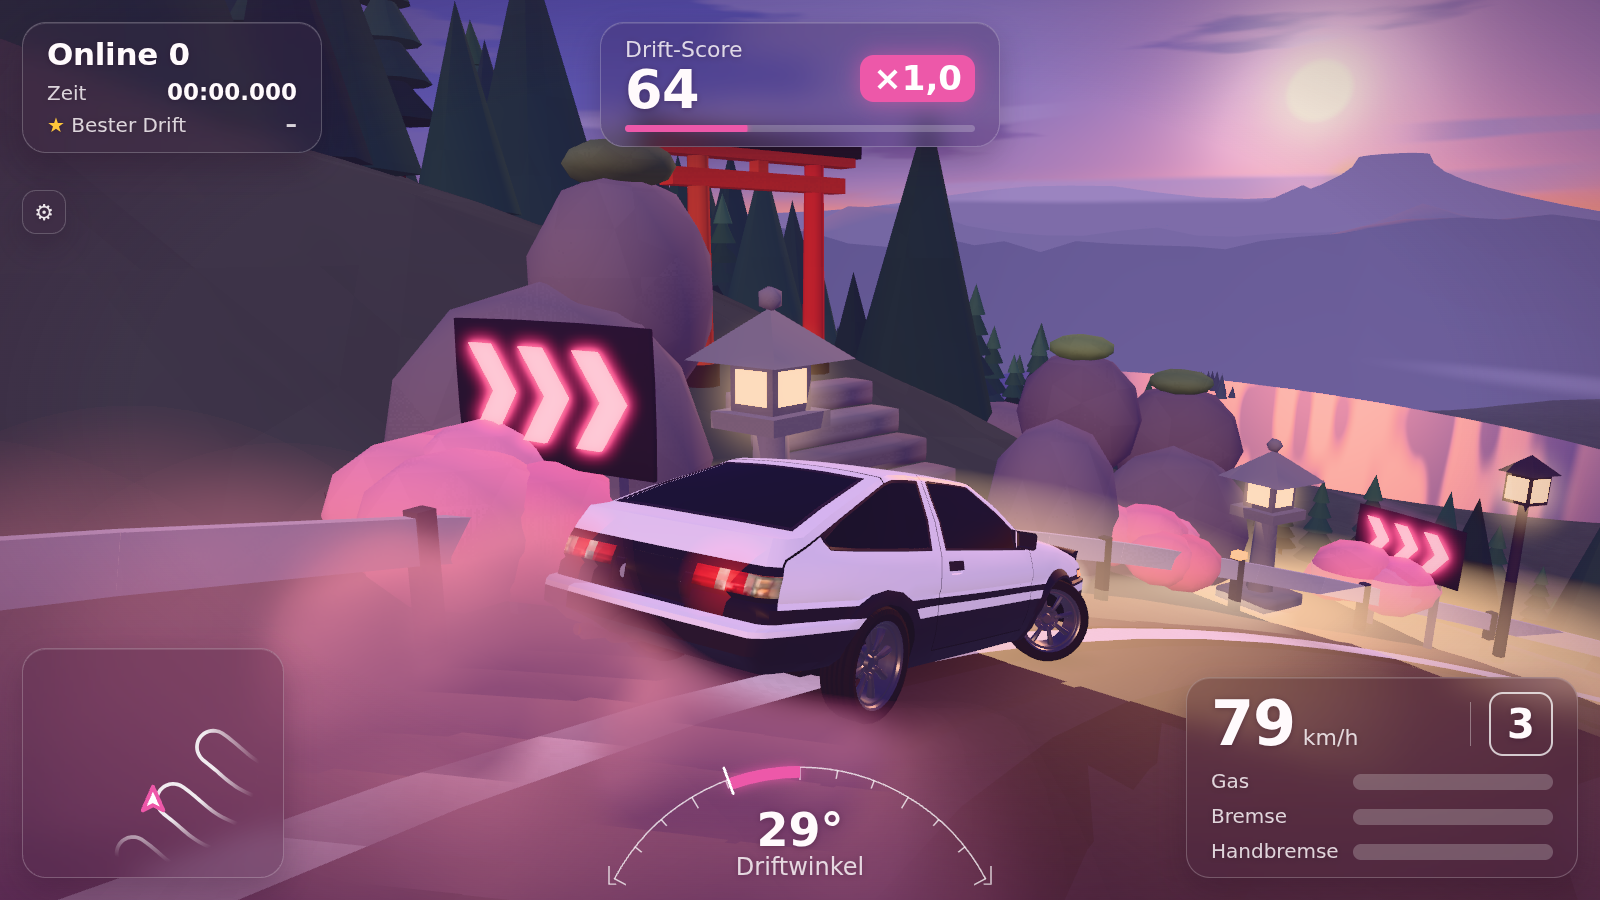 Online 0
Zeit 00:00.000
★ Bester Drift –
Drift-Score
64
×1,0
29°
Driftwinkel
79 km/h 3
Gas
Bremse
Handbremse